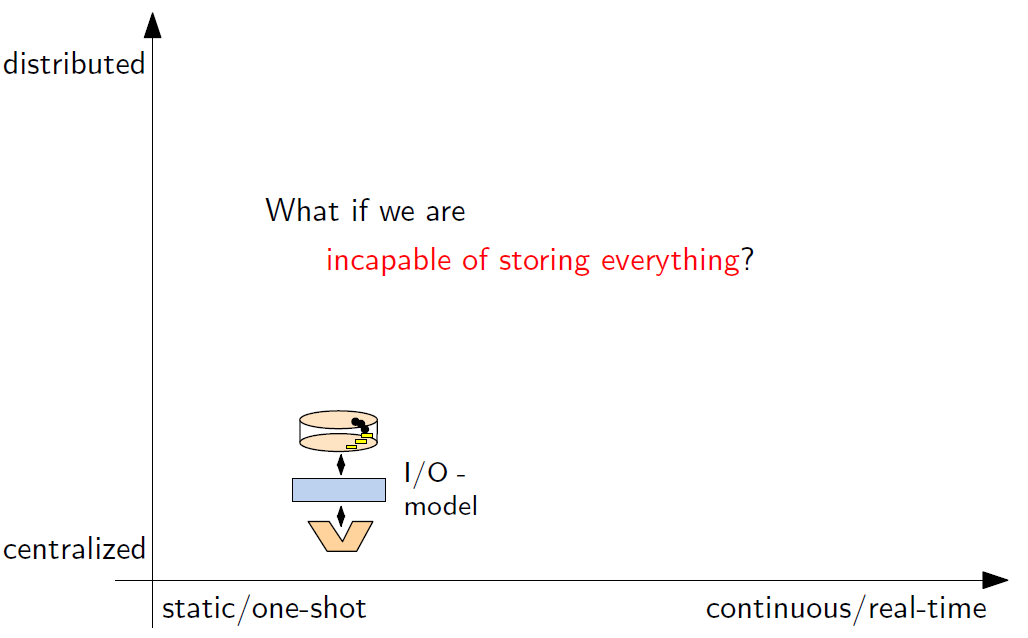 distributed
What if we are
incapable of storing everything?
I/O -
model
centralized
static/one-shot
continuous/real-time